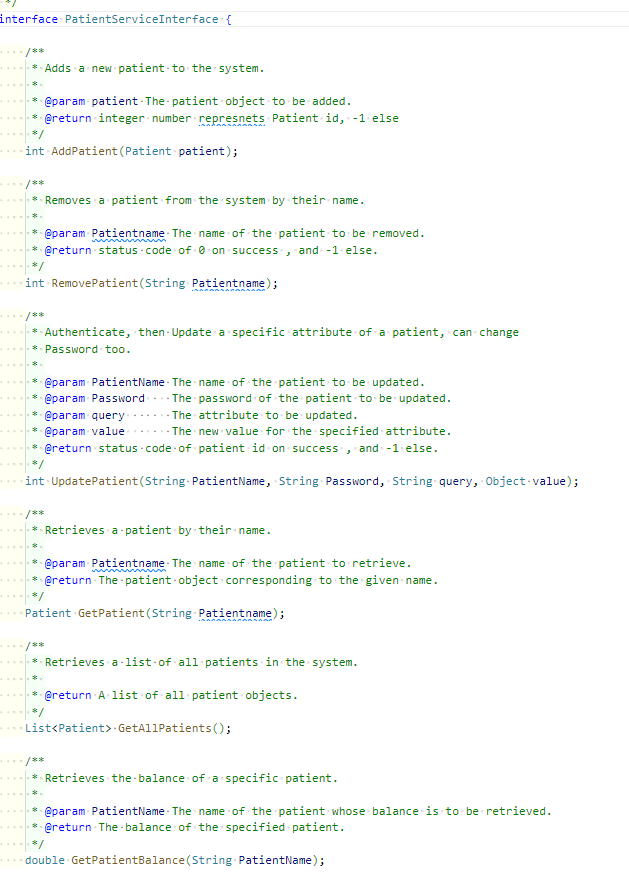 */
interface PatientServiceInterface {
/**
* Adds a new patient to the system.
*
* @param patient The patient object to be added.
* @return integer number represnets Patient id, -1 else
*/
int AddPatient(Patient patient);
/**
* Removes a patient from the system by their name.
*
* @param Patientname The name of the patient to be removed.
* @return status code of 0 on success , and -1 else.
*/
int RemovePatient(String Patientname);
/**
* Authenticate, then Update a specific attribute of a patient, can change
* Password too.
*
* @param PatientName The name of the patient to be updated.
* @param Password    The password of the patient to be updated.
* @param query       The attribute to be updated.
* @param value       The new value for the specified attribute.
* @return status code of patient id on success , and -1 else.
*/
int UpdatePatient(String PatientName, String Password, String query, Object value);
/**
* Retrieves a patient by their name.
*
* @param Patientname The name of the patient to retrieve.
* @return The patient object corresponding to the given name.
*/
Patient GetPatient(String Patientname);
/**
* Retrieves a list of all patients in the system.
*
* @return A list of all patient objects.
*/
List<Patient> GetAllPatients();
/**
* Retrieves the balance of a specific patient.
*
* @param PatientName The name of the patient whose balance is to be retrieved.
* @return The balance of the specified patient.
*/
double GetPatientBalance(String PatientName);